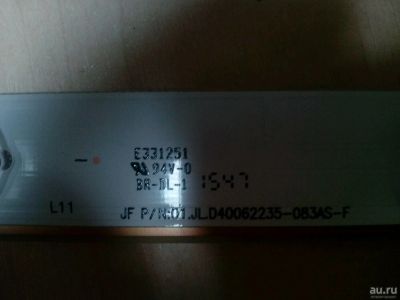 E331251
94V-0
BR-DL-1 1547
L11 JF P/N:01.JL.D40062235-083AS-F
au.ru